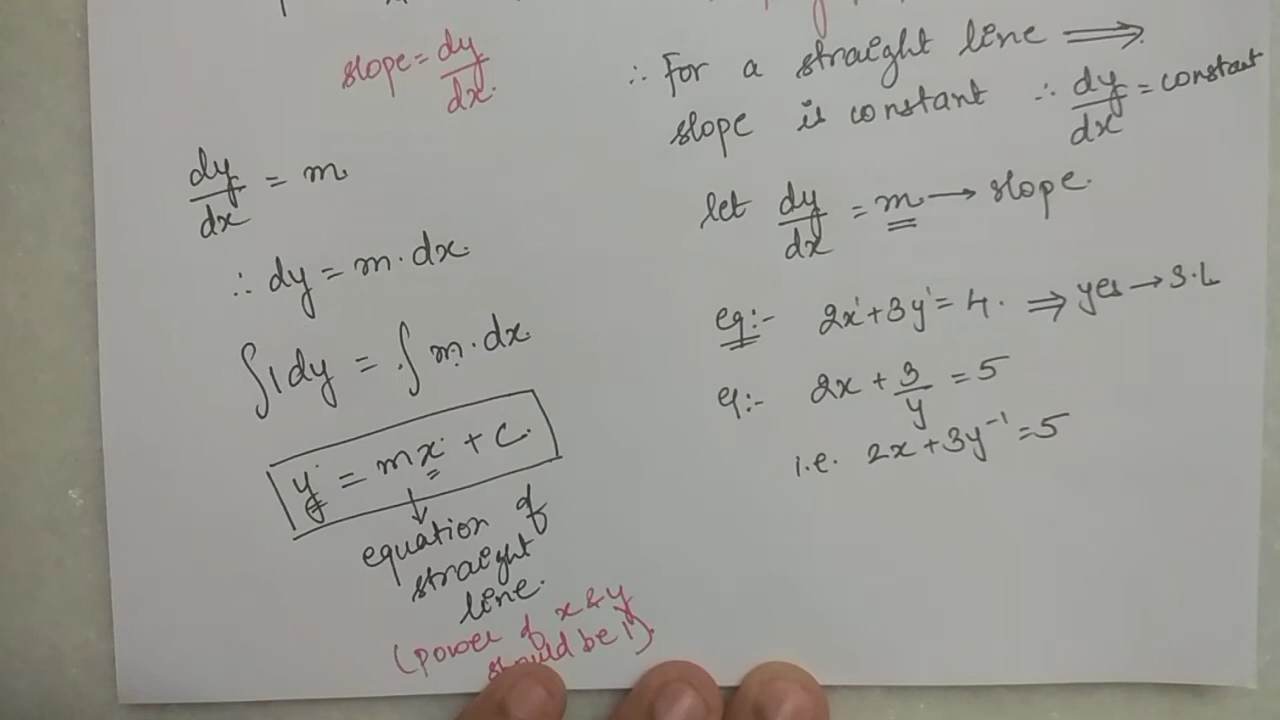 slope = dy/dx.
dy/dx = m.
∴ dy = m·dx.
∫1dy = ∫m·dx.
y = mx + c.
↓
equation of
straight
line.
(power of x & y
should be 1).
∴ For a straight line ⟹
slope is constant ∴ dy/dx = constant
let dy/dx = m → slope.
eg:- 2x¹+3y¹ = 4. ⇒ yes → S.L
eg:- 2x + 3/y = 5
i.e. 2x+3y⁻¹ = 5